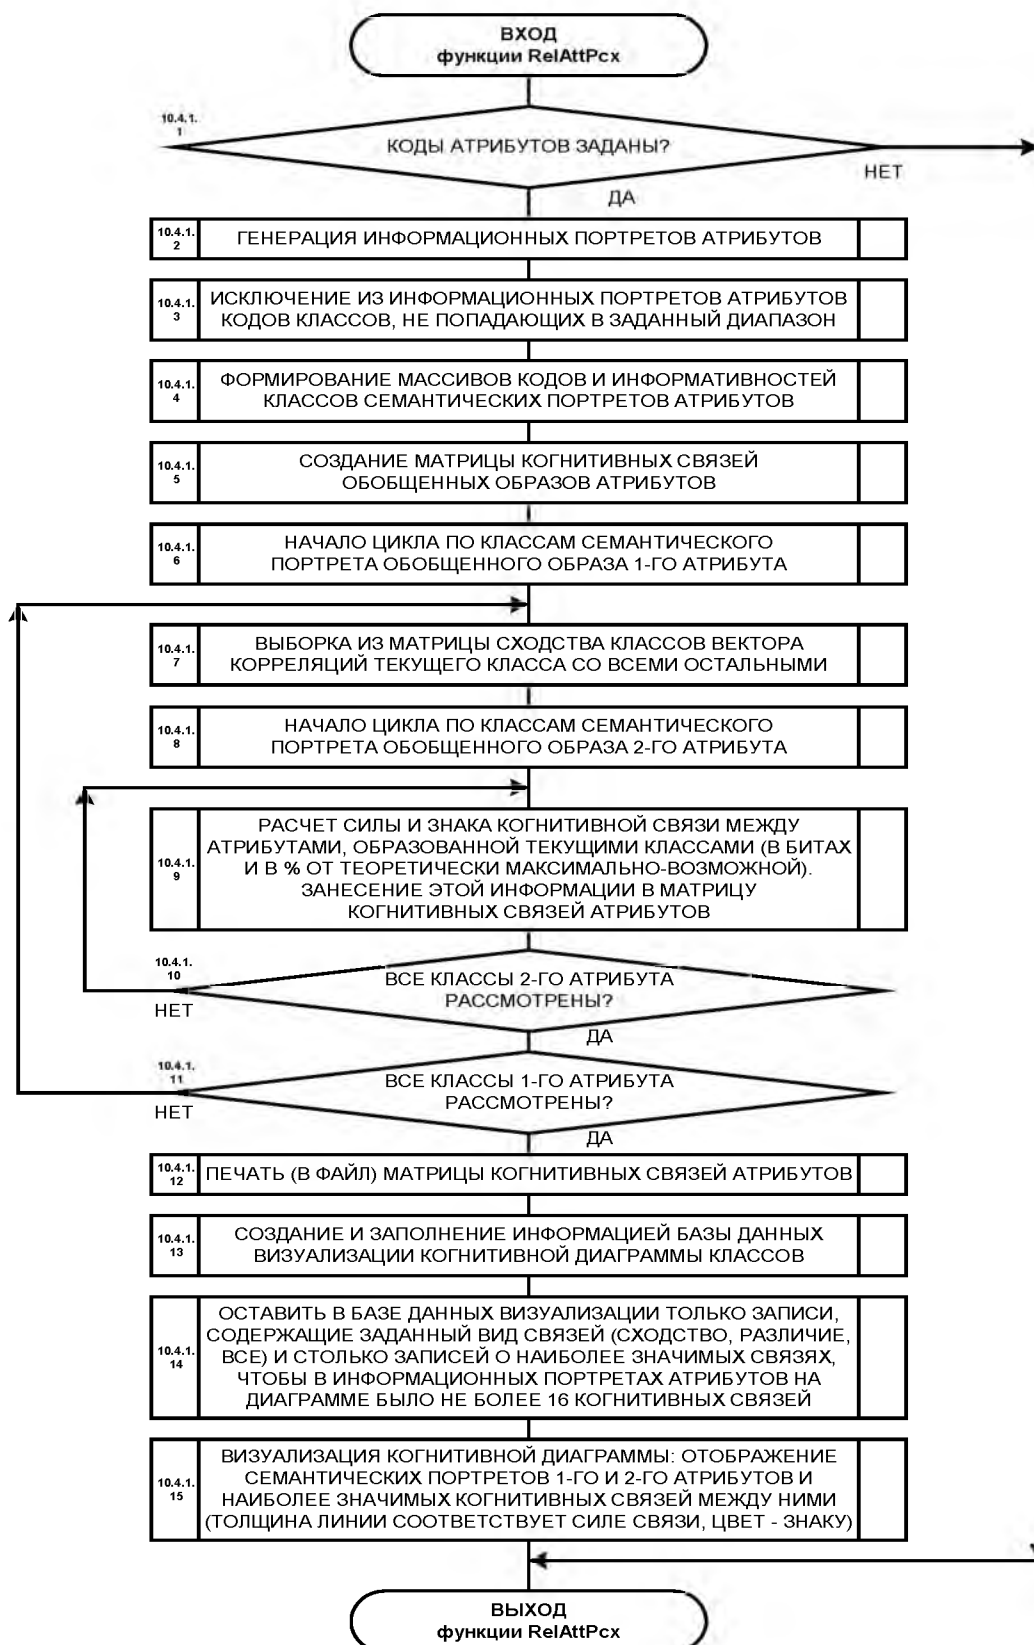 ВХОД
функции RelAttPcx
10.4.1.
1
КОДЫ АТРИБУТОВ ЗАДАНЫ?
НЕТ
ДА
10.4.1.
2
ГЕНЕРАЦИЯ ИНФОРМАЦИОННЫХ ПОРТРЕТОВ АТРИБУТОВ
10.4.1.
3
ИСКЛЮЧЕНИЕ ИЗ ИНФОРМАЦИОННЫХ ПОРТРЕТОВ АТРИБУТОВ
КОДОВ КЛАССОВ, НЕ ПОПАДАЮЩИХ В ЗАДАННЫЙ ДИАПАЗОН
10.4.1.
4
ФОРМИРОВАНИЕ МАССИВОВ КОДОВ И ИНФОРМАТИВНОСТЕЙ
КЛАССОВ СЕМАНТИЧЕСКИХ ПОРТРЕТОВ АТРИБУТОВ
10.4.1.
5
СОЗДАНИЕ МАТРИЦЫ КОГНИТИВНЫХ СВЯЗЕЙ
ОБОБЩЕННЫХ ОБРАЗОВ АТРИБУТОВ
10.4.1.
6
НАЧАЛО ЦИКЛА ПО КЛАССАМ СЕМАНТИЧЕСКОГО
ПОРТРЕТА ОБОБЩЕННОГО ОБРАЗА 1-ГО АТРИБУТА
10.4.1.
7
ВЫБОРКА ИЗ МАТРИЦЫ СХОДСТВА КЛАССОВ ВЕКТОРА
КОРРЕЛЯЦИЙ ТЕКУЩЕГО КЛАССА СО ВСЕМИ ОСТАЛЬНЫМИ
10.4.1.
8
НАЧАЛО ЦИКЛА ПО КЛАССАМ СЕМАНТИЧЕСКОГО
ПОРТРЕТА ОБОБЩЕННОГО ОБРАЗА 2-ГО АТРИБУТА
10.4.1.
9
РАСЧЕТ СИЛЫ И ЗНАКА КОГНИТИВНОЙ СВЯЗИ МЕЖДУ
АТРИБУТАМИ, ОБРАЗОВАННОЙ ТЕКУЩИМИ КЛАССАМИ (В БИТАХ
И В % ОТ ТЕОРЕТИЧЕСКИ МАКСИМАЛЬНО-ВОЗМОЖНОЙ).
ЗАНЕСЕНИЕ ЭТОЙ ИНФОРМАЦИИ В МАТРИЦУ
КОГНИТИВНЫХ СВЯЗЕЙ АТРИБУТОВ
10.4.1.
10
ВСЕ КЛАССЫ 2-ГО АТРИБУТА
РАССМОТРЕНЫ?
НЕТ
ДА
10.4.1.
11
ВСЕ КЛАССЫ 1-ГО АТРИБУТА
РАССМОТРЕНЫ?
НЕТ
ДА
10.4.1.
12
ПЕЧАТЬ (В ФАЙЛ) МАТРИЦЫ КОГНИТИВНЫХ СВЯЗЕЙ АТРИБУТОВ
10.4.1.
13
СОЗДАНИЕ И ЗАПОЛНЕНИЕ ИНФОРМАЦИЕЙ БАЗЫ ДАННЫХ
ВИЗУАЛИЗАЦИИ КОГНИТИВНОЙ ДИАГРАММЫ КЛАССОВ
10.4.1.
14
ОСТАВИТЬ В БАЗЕ ДАННЫХ ВИЗУАЛИЗАЦИИ ТОЛЬКО ЗАПИСИ,
СОДЕРЖАЩИЕ ЗАДАННЫЙ ВИД СВЯЗЕЙ (СХОДСТВО, РАЗЛИЧИЕ,
ВСЕ) И СТОЛЬКО ЗАПИСЕЙ О НАИБОЛЕЕ ЗНАЧИМЫХ СВЯЗЯХ,
ЧТОБЫ В ИНФОРМАЦИОННЫХ ПОРТРЕТАХ АТРИБУТОВ НА
ДИАГРАММЕ БЫЛО НЕ БОЛЕЕ 16 КОГНИТИВНЫХ СВЯЗЕЙ
10.4.1.
15
ВИЗУАЛИЗАЦИЯ КОГНИТИВНОЙ ДИАГРАММЫ: ОТОБРАЖЕНИЕ
СЕМАНТИЧЕСКИХ ПОРТРЕТОВ 1-ГО И 2-ГО АТРИБУТОВ И
НАИБОЛЕЕ ЗНАЧИМЫХ КОГНИТИВНЫХ СВЯЗЕЙ МЕЖДУ НИМИ
(ТОЛЩИНА ЛИНИИ СООТВЕТСТВУЕТ СИЛЕ СВЯЗИ, ЦВЕТ - ЗНАКУ)
ВЫХОД
функции RelAttPcx